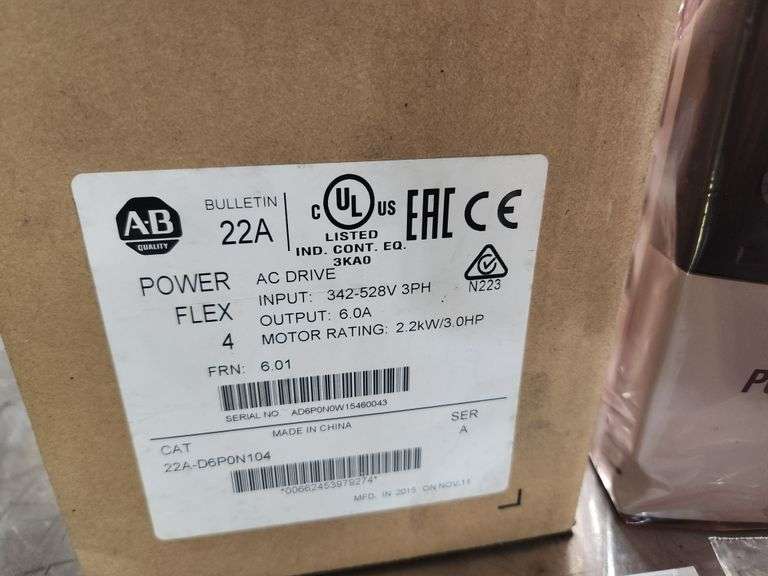 A-B
QUALITY
BULLETIN
22A
C UL US
LISTED
IND. CONT. EQ.
3KA0
EAC CE
N223
POWER
FLEX
4
AC DRIVE
INPUT: 342-528V 3PH
OUTPUT: 6.0A
MOTOR RATING: 2.2kW/3.0HP
FRN: 6.01
SERIAL NO. AD6P0N0W15460043
MADE IN CHINA
CAT
22A-D6P0N104
SER
A
*00662453979274*
MFD. IN 2015 ON NOV.11